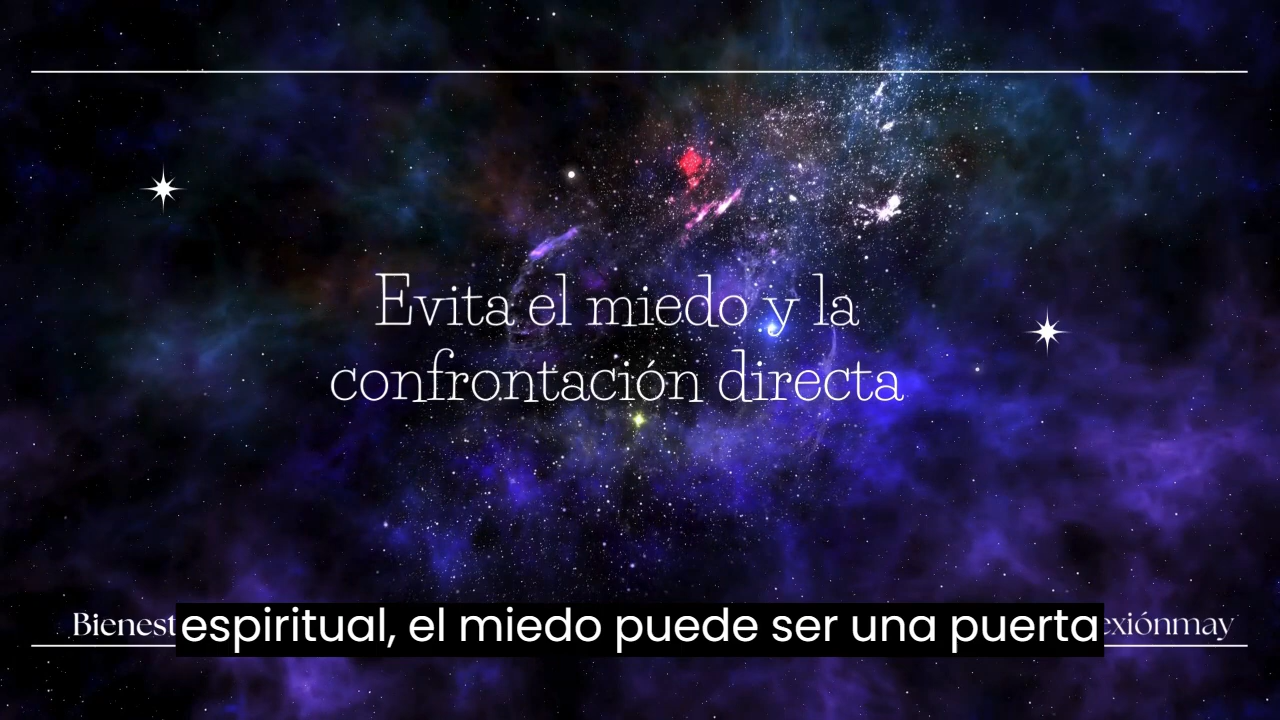 Evita el miedo y la
confrontación directa
espiritual, el miedo puede ser una puerta